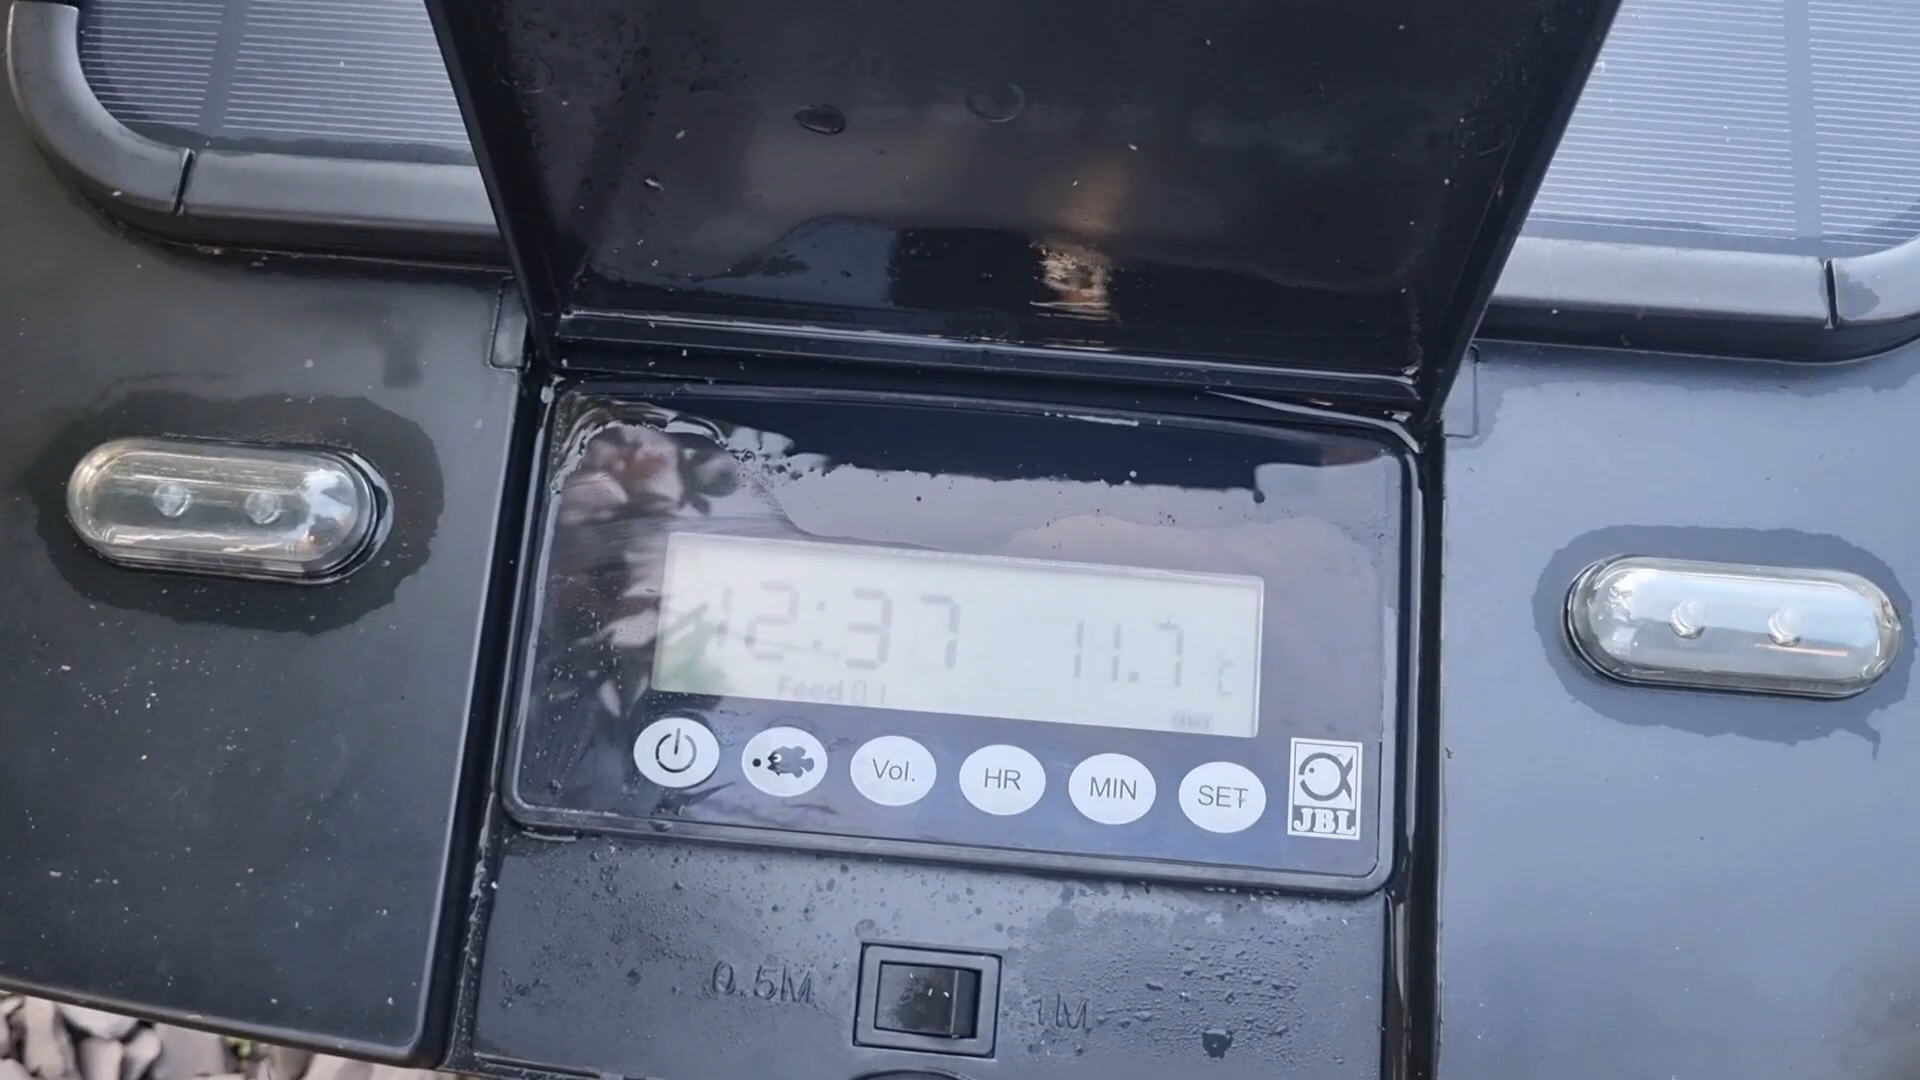 12:37 11.7 °C
Feed 01
Vol. HR MIN SET
JBL
0.5M 1M